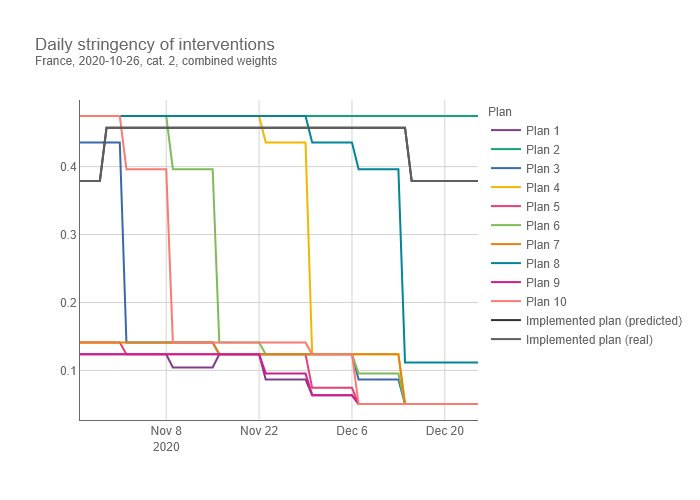 Daily stringency of interventions
France, 2020-10-26, cat. 2, combined weights
Plan
Plan 1
Plan 2
Plan 3
Plan 4
Plan 5
Plan 6
Plan 7
Plan 8
Plan 9
Plan 10
Implemented plan (predicted)
Implemented plan (real)
0.4
0.3
0.2
0.1
Nov 8 Nov 22 Dec 6 Dec 20
2020